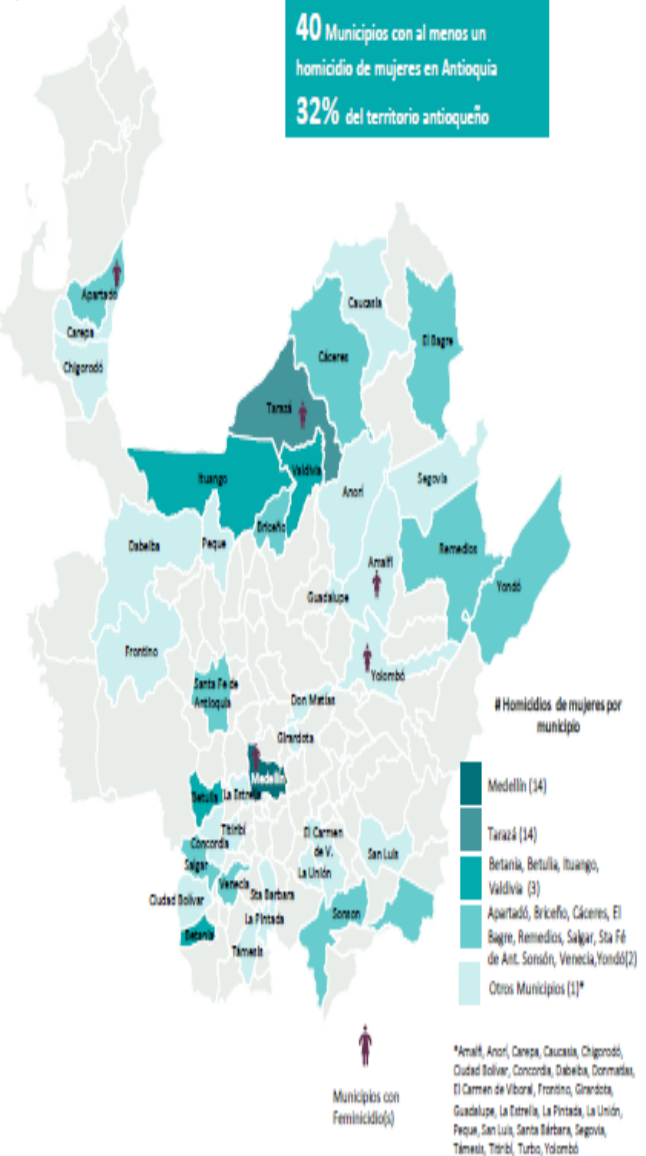 40 Municipios con al menos un
homicidio de mujeres en Antioquia
32% del territorio antioqueño
Apartadó
Carepa
Chigorodó
Caucasia
Cáceres
El Bagre
Tarazá
Ituango
Valdivia
Briceño
Anorí
Segovia
Dabeiba
Peque
Remedios
Amalfi
Yondó
Guadalupe
Frontino
Yolombó
Santa Fe de
Antioquia
Don Matías
Girardota
Medellín
Betulia
La Estrella
Titiribí
Concordia
El Carmen
de V.
San Luis
Salgar
La Unión
Venecia
Sta Barbara
Ciudad Bolívar
La Pintada
Sonson
Betania
Támesis
# Homicidios de mujeres por
municipio
Medellín (14)
Tarazá (14)
Betania, Betulia, Ituango,
Valdivia (3)
Apartadó, Briceño, Cáceres, El
Bagre, Remedios, Salgar, Sta Fé
de Ant. Sonsón, Venecia,Yondó(2)
Otros Municipios (1)*
Municipios con
Feminicidio(s)
*Amalfi, Anorí, Carepa, Caucasia, Chigorodó,
Ciudad Bolívar, Concordia, Dabeiba, Donmatías,
El Carmen de Viboral, Frontino, Girardota,
Guadalupe, La Estrella, La Pintada, La Unión,
Peque, San Luis, Santa Bárbara, Segovia,
Támesis, Titiribí, Turbo, Yolombó